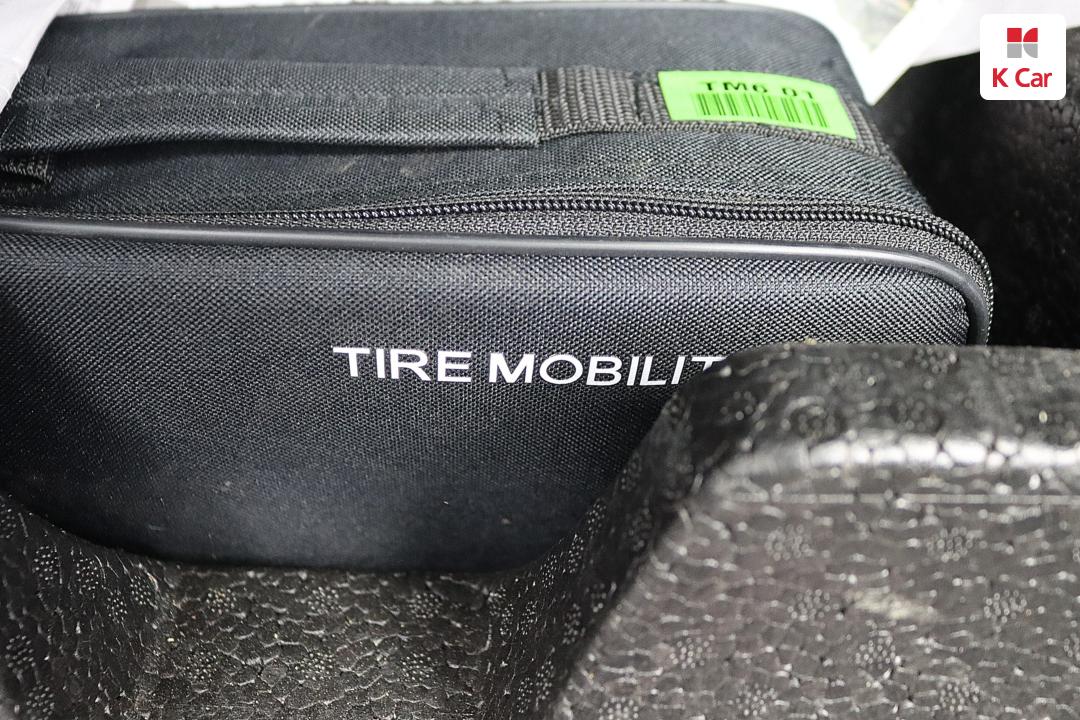 K Car
TM6 01
TIRE MOBILIT